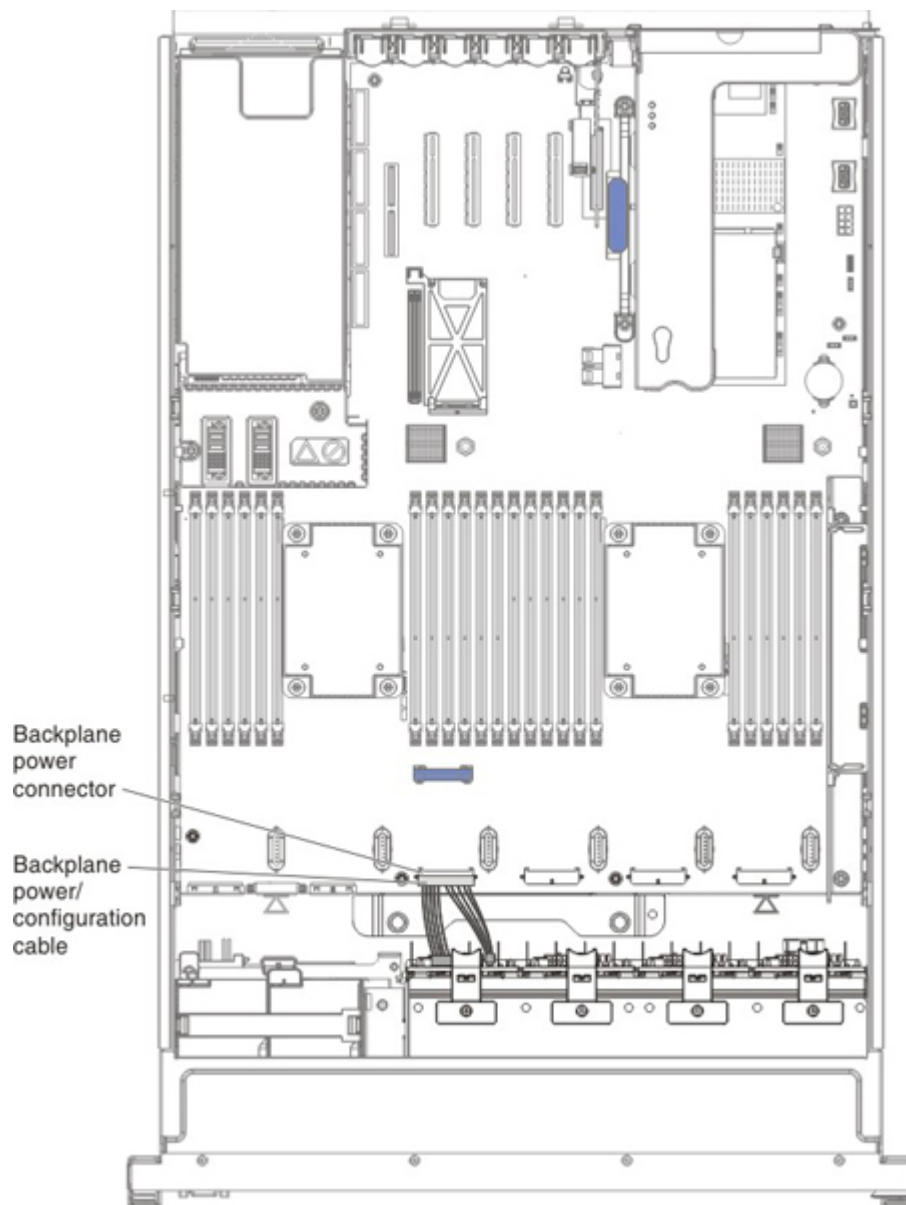 Backplane
power
connector
Backplane
power/
configuration
cable